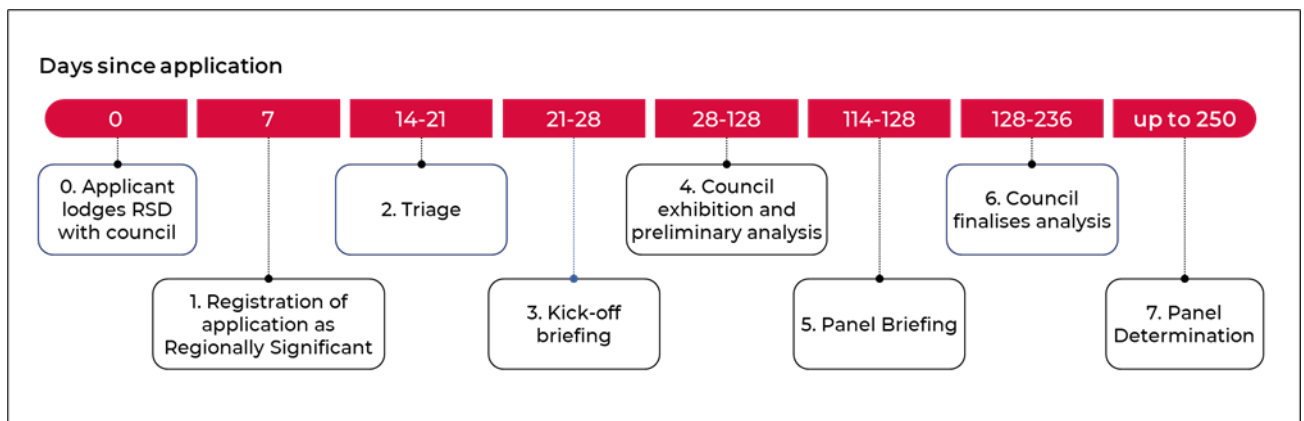 Days since application
0
7
14-21
21-28
28-128
114-128
128-236
up to 250
0. Applicant
lodges RSD
with council
1. Registration of
application as
Regionally Significant
2. Triage
3. Kick-off
briefing
4. Council
exhibition and
preliminary analysis
5. Panel Briefing
6. Council
finalises analysis
7. Panel
Determination